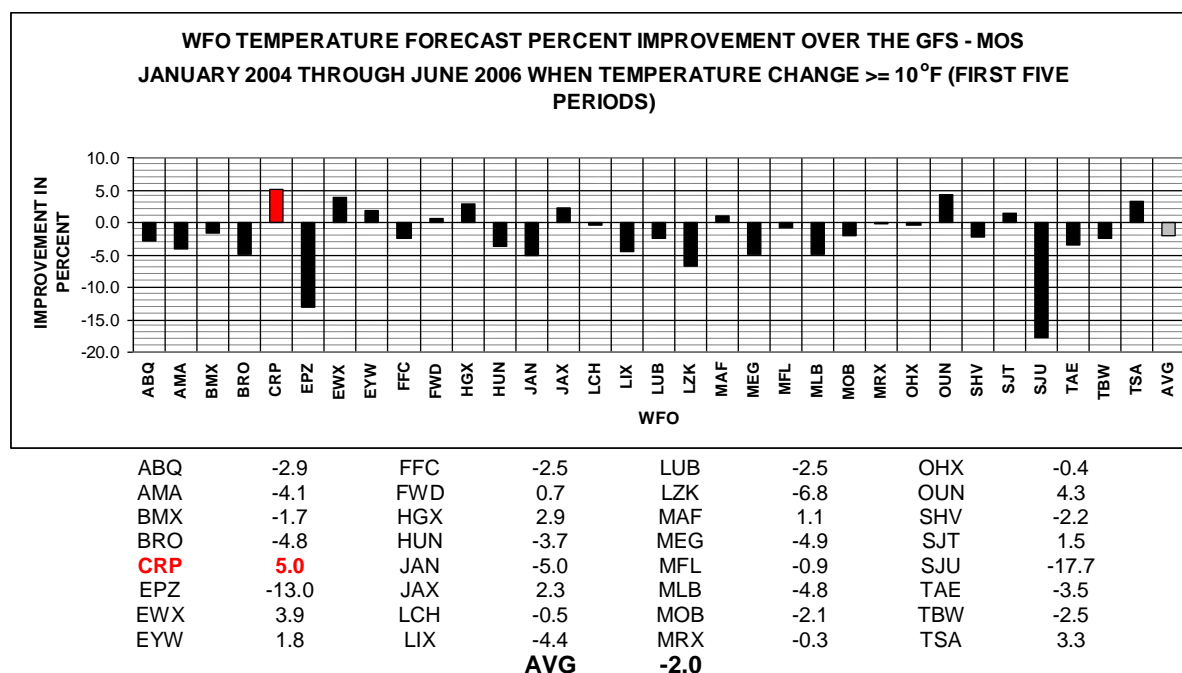 WFO TEMPERATURE FORECAST PERCENT IMPROVEMENT OVER THE GFS - MOS
JANUARY 2004 THROUGH JUNE 2006 WHEN TEMPERATURE CHANGE >= 10°F (FIRST FIVE
PERIODS)
IMPROVEMENT IN
PERCENT
10.0
5.0
0.0
-5.0
-10.0
-15.0
-20.0
ABQ AMA BMX BRO CRP EPZ EWX EYW FFC FWD HGX HUN JAN JAX LCH LIX LUB LZK MAF MEG MFL MLB MOB MRX OHX OUN SHV SJT SJU TAE TBW TSA AVG
WFO
ABQ -2.9 FFC -2.5 LUB -2.5 OHX -0.4
AMA -4.1 FWD 0.7 LZK -6.8 OUN 4.3
BMX -1.7 HGX 2.9 MAF 1.1 SHV -2.2
BRO -4.8 HUN -3.7 MEG -4.9 SJT 1.5
CRP 5.0 JAN -5.0 MFL -0.9 SJU -17.7
EPZ -13.0 JAX 2.3 MLB -4.8 TAE -3.5
EWX 3.9 LCH -0.5 MOB -2.1 TBW -2.5
EYW 1.8 LIX -4.4 MRX -0.3 TSA 3.3
AVG -2.0